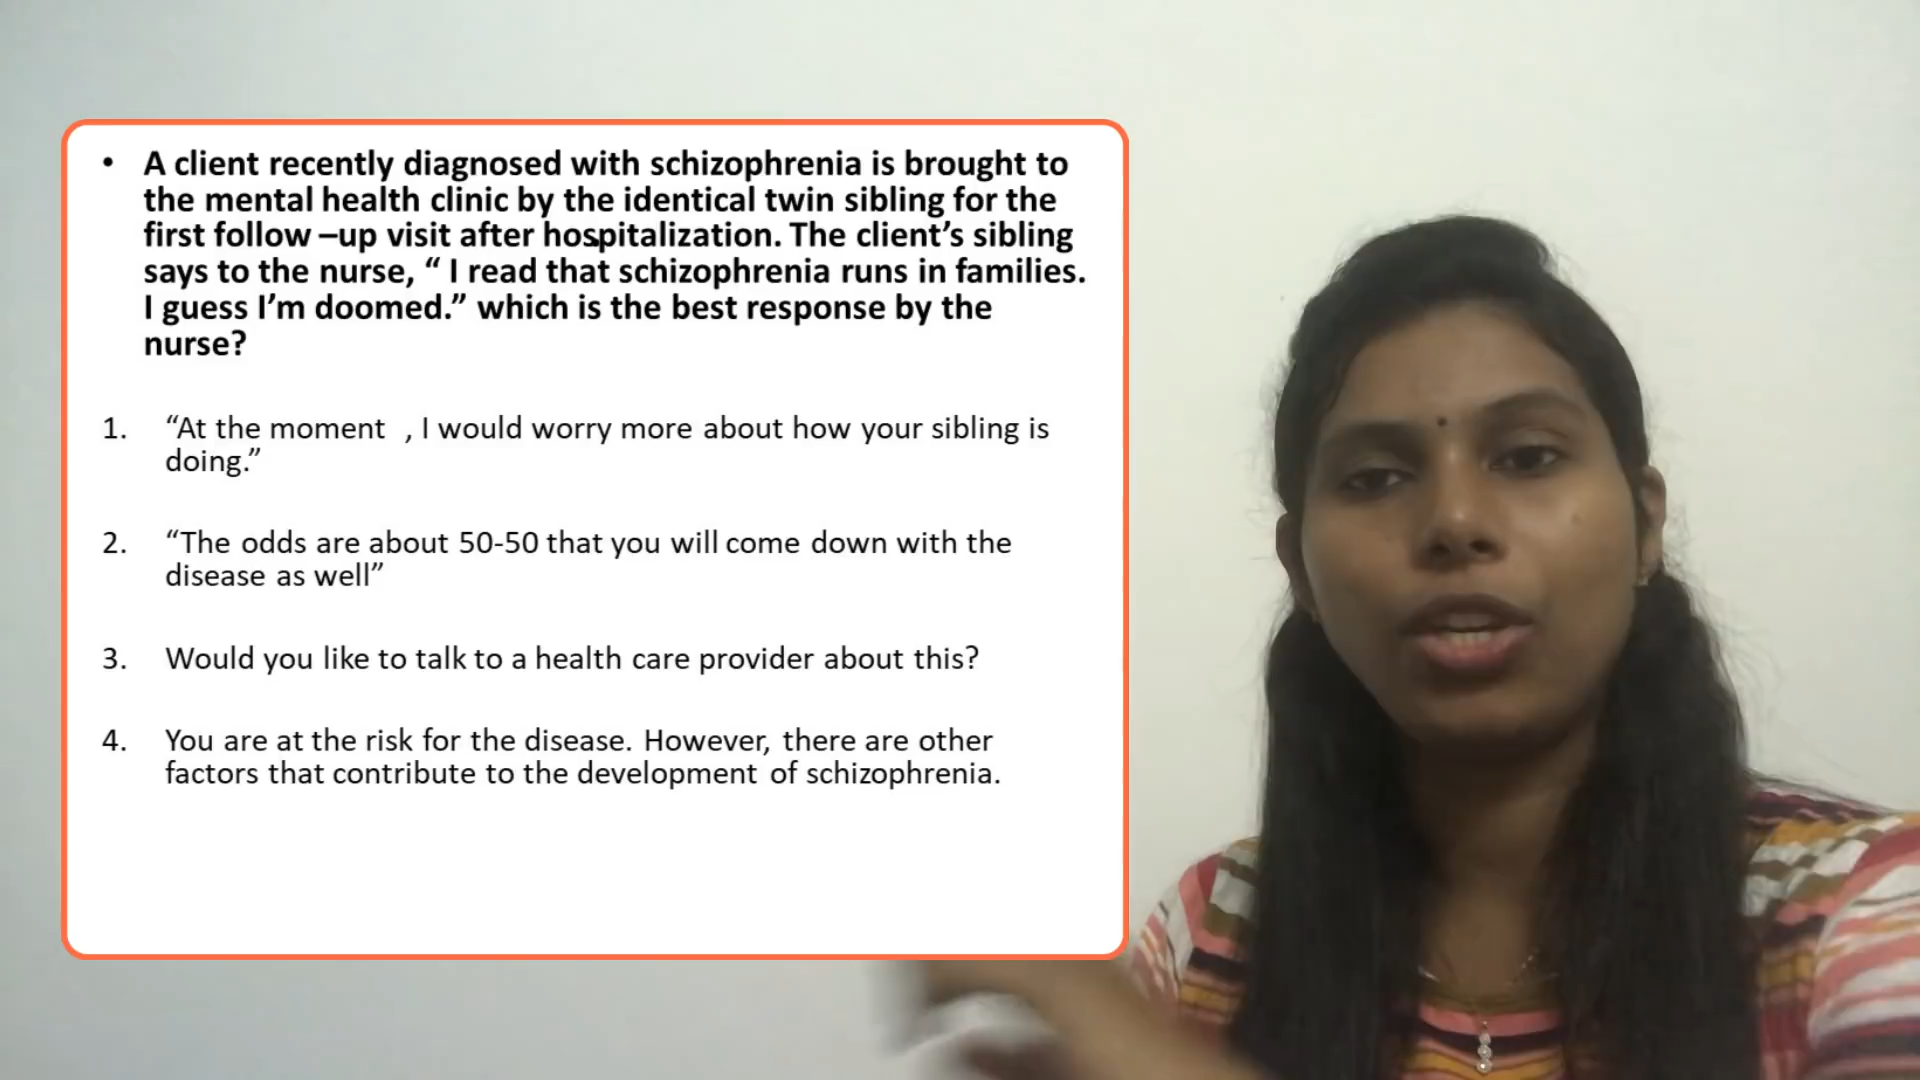 • A client recently diagnosed with schizophrenia is brought to
the mental health clinic by the identical twin sibling for the
first follow –up visit after hospitalization. The client’s sibling
says to the nurse, “ I read that schizophrenia runs in families.
I guess I’m doomed.” which is the best response by the
nurse?
1. “At the moment , I would worry more about how your sibling is
doing.”
2. “The odds are about 50-50 that you will come down with the
disease as well”
3. Would you like to talk to a health care provider about this?
4. You are at the risk for the disease. However, there are other
factors that contribute to the development of schizophrenia.